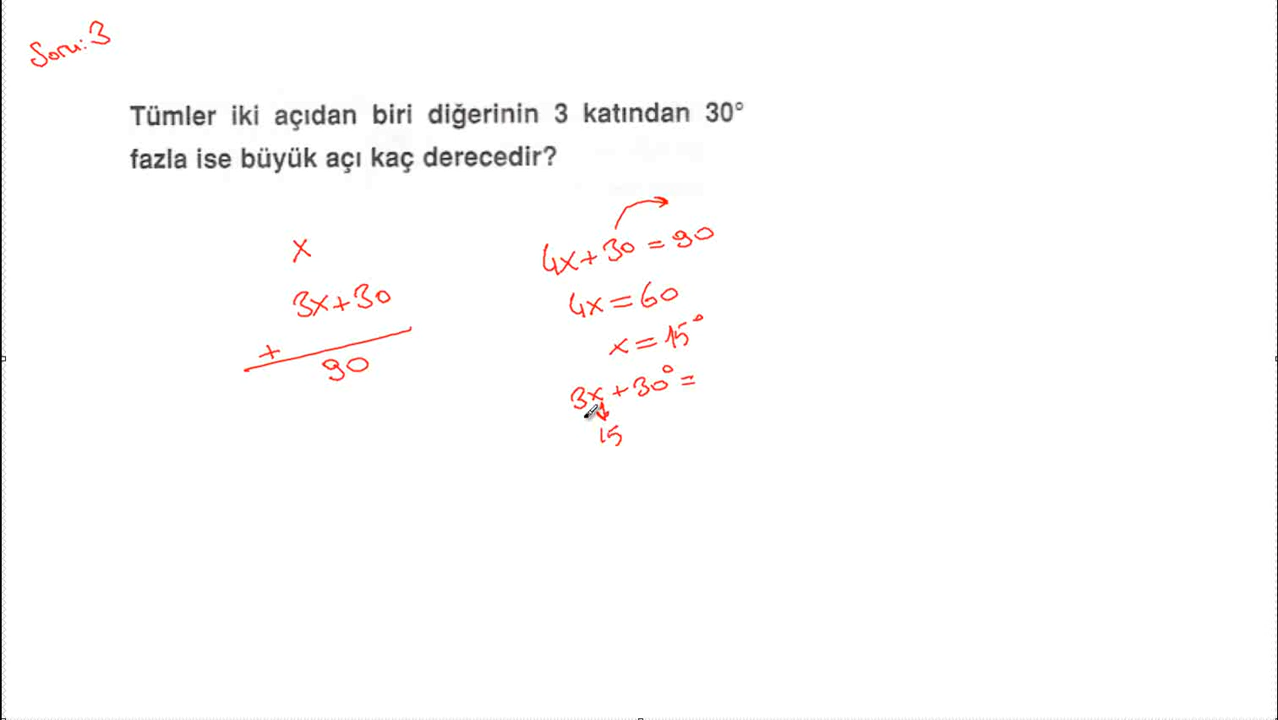 Soru: 3
Tümler iki açıdan biri diğerinin 3 katından 30°
fazla ise büyük açı kaç derecedir?
x
3x+30
+
90
4x+30=90
4x=60
x=15°
3x+30°=
15